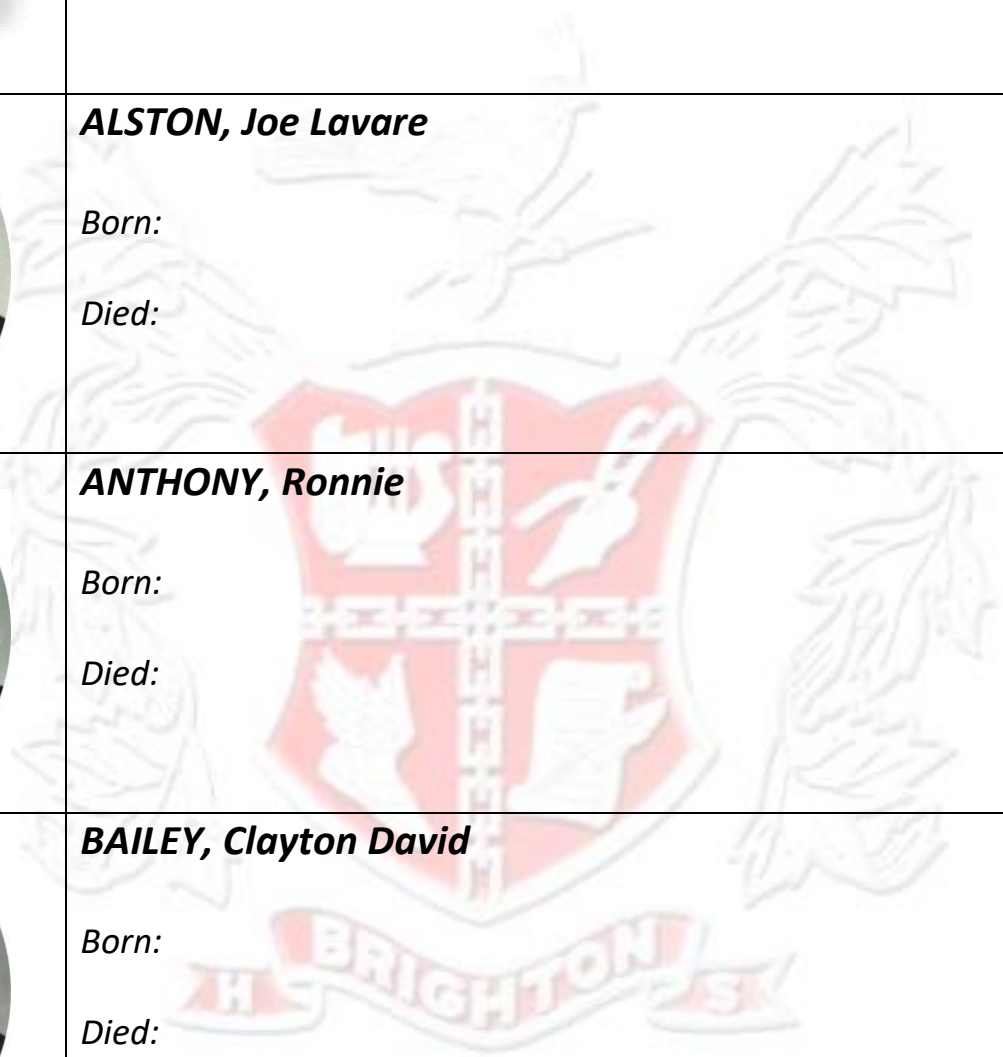 ALSTON, Joe Lavare
Born:
Died:
ANTHONY, Ronnie
Born:
Died:
BAILEY, Clayton David
Born:
Died:
BRIGHTON
H S